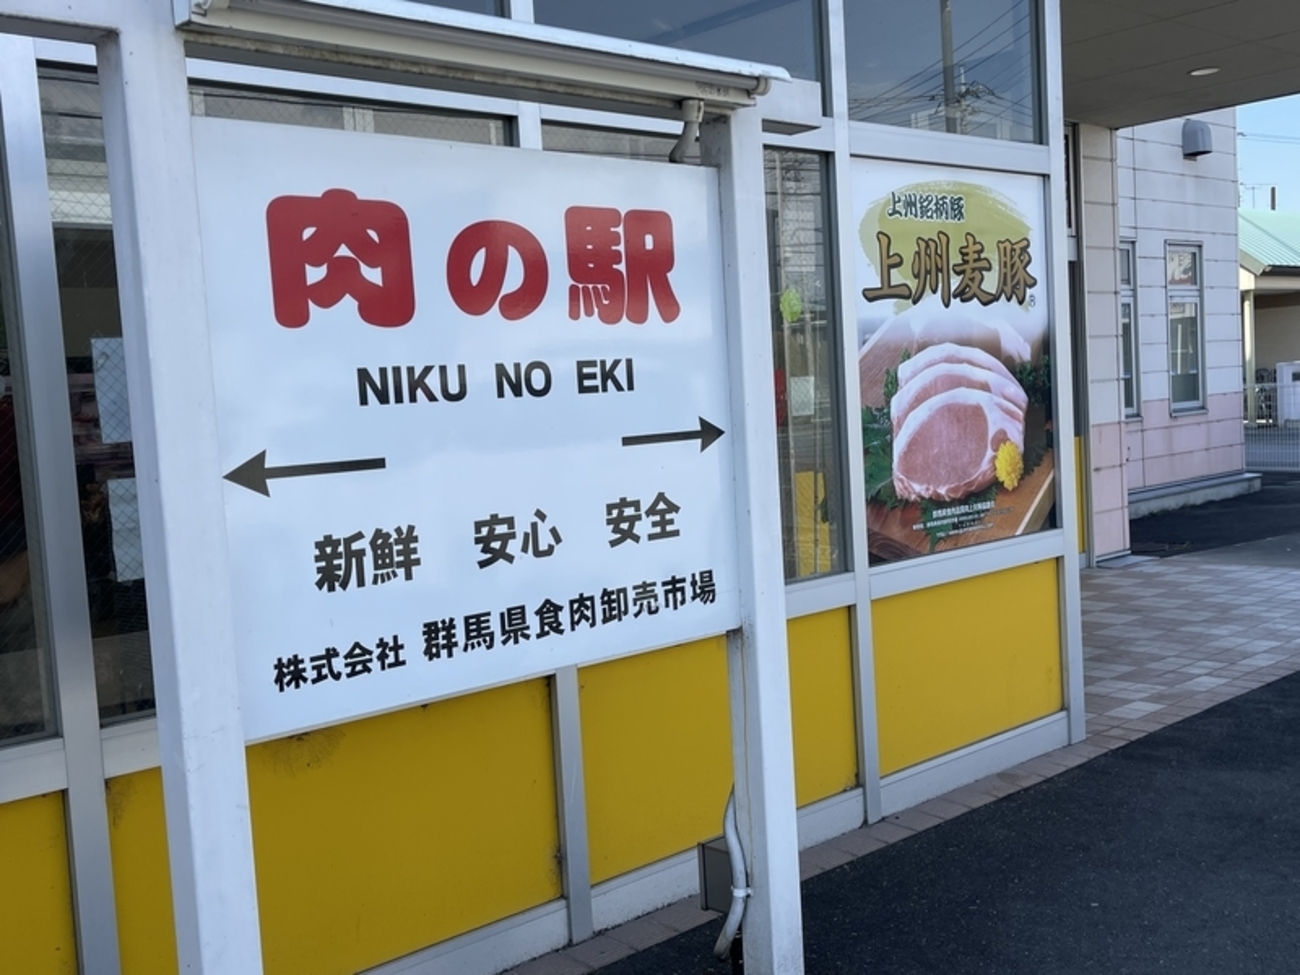 肉の駅
NIKU NO EKI
新鮮 安心 安全
株式会社 群馬県食肉卸売市場
上州銘柄豚
上州麦豚